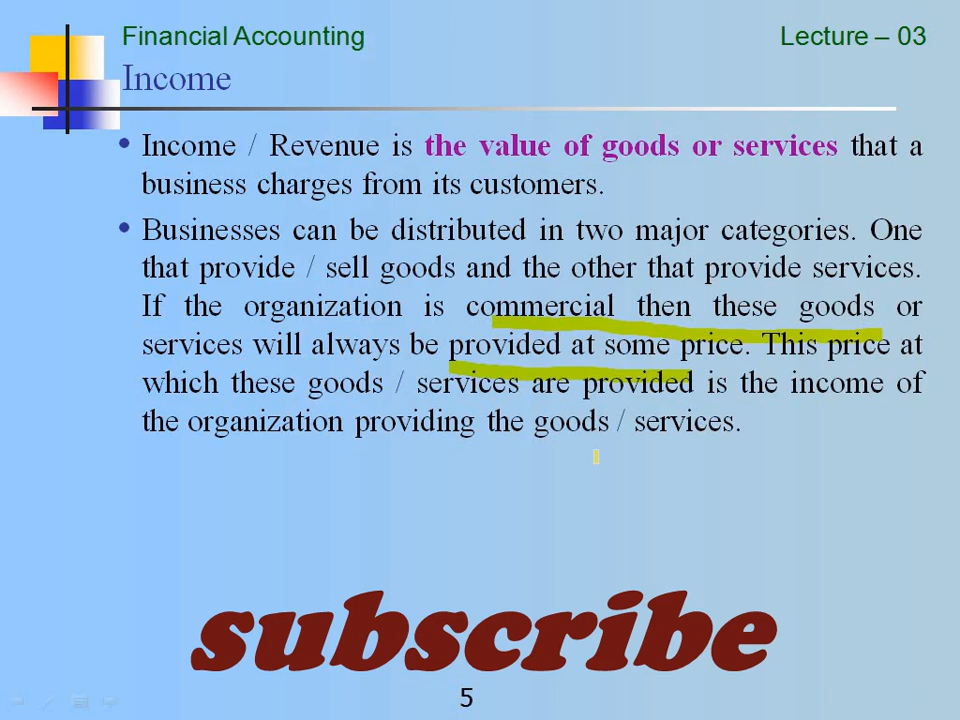 Financial Accounting
Lecture – 03
Income
• Income / Revenue is the value of goods or services that a
business charges from its customers.
• Businesses can be distributed in two major categories. One
that provide / sell goods and the other that provide services.
If the organization is commercial then these goods or
services will always be provided at some price. This price at
which these goods / services are provided is the income of
the organization providing the goods / services.
subscribe
5